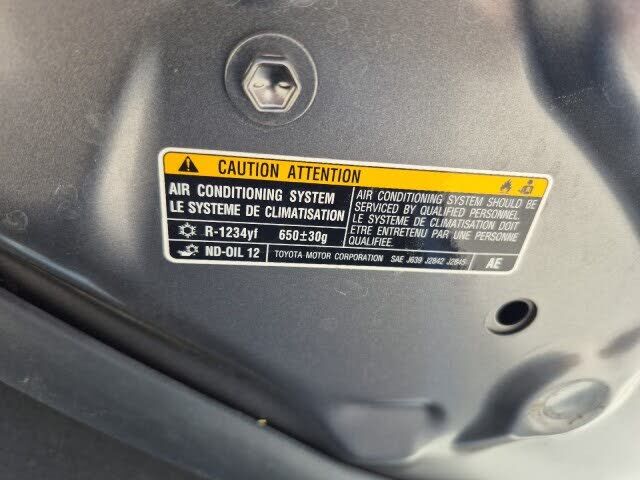 CAUTION ATTENTION
AIR CONDITIONING SYSTEM
LE SYSTEME DE CLIMATISATION
R-1234yf 650±30g
ND-OIL 12
AIR CONDITIONING SYSTEM SHOULD BE
SERVICED BY QUALIFIED PERSONNEL
LE SYSTEME DE CLIMATISATION DOIT
ETRE ENTRETENU PAR UNE PERSONNE
QUALIFIEE.
TOYOTA MOTOR CORPORATION SAE J639 J2842 J2845
AE